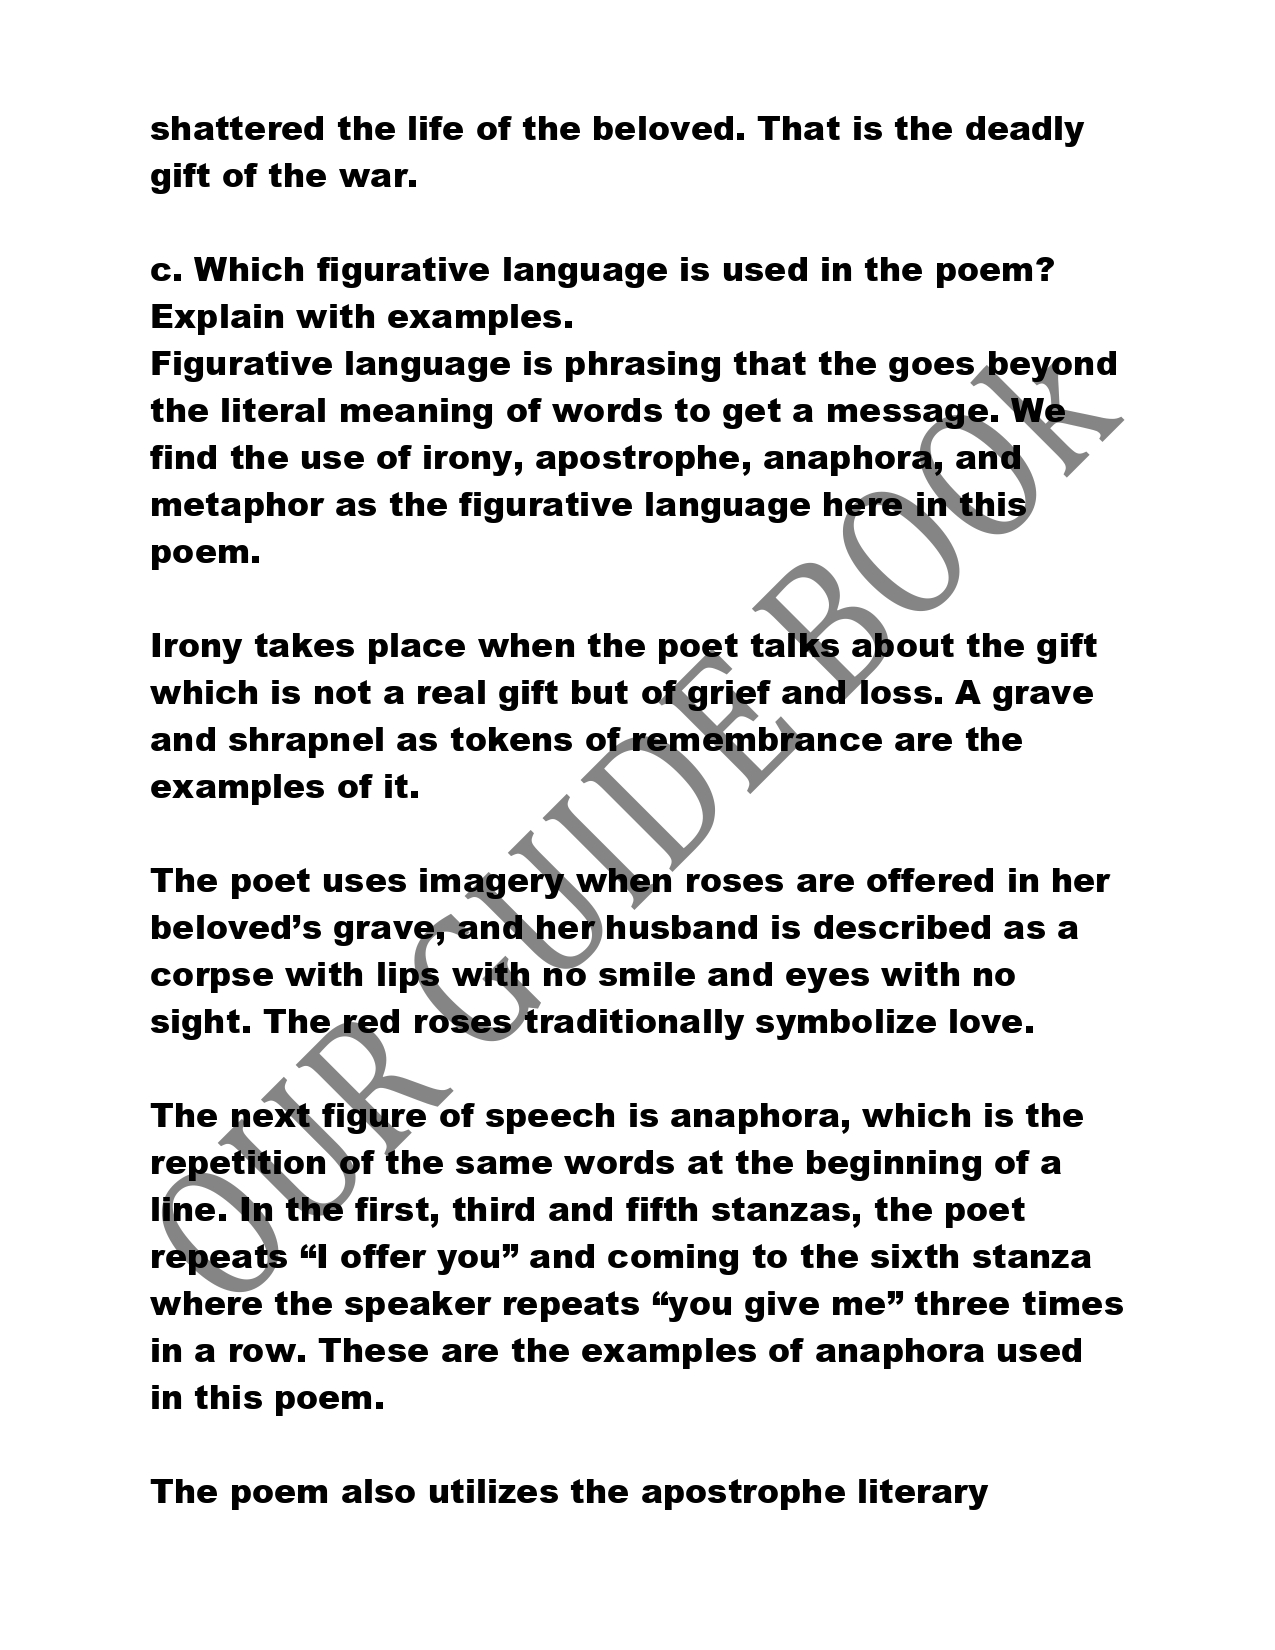 shattered the life of the beloved. That is the deadly
gift of the war.
c. Which figurative language is used in the poem?
Explain with examples.
Figurative language is phrasing that the goes beyond
the literal meaning of words to get a message. We
find the use of irony, apostrophe, anaphora, and
metaphor as the figurative language here in this
poem.
Irony takes place when the poet talks about the gift
which is not a real gift but of grief and loss. A grave
and shrapnel as tokens of remembrance are the
examples of it.
The poet uses imagery when roses are offered in her
beloved’s grave, and her husband is described as a
corpse with lips with no smile and eyes with no
sight. The red roses traditionally symbolize love.
The next figure of speech is anaphora, which is the
repetition of the same words at the beginning of a
line. In the first, third and fifth stanzas, the poet
repeats “I offer you” and coming to the sixth stanza
where the speaker repeats “you give me” three times
in a row. These are the examples of anaphora used
in this poem.
The poem also utilizes the apostrophe literary
OUR GUIDE BOOK